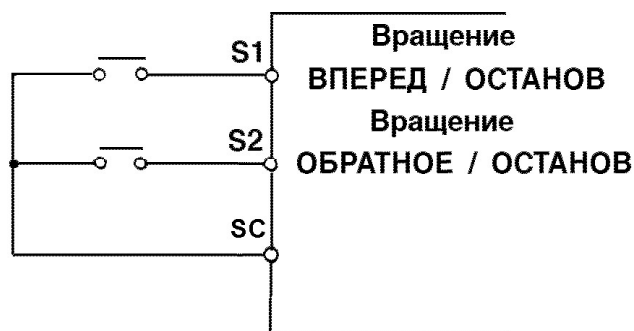 Вращение
S1
ВПЕРЕД / ОСТАНОВ
Вращение
S2
ОБРАТНОЕ / ОСТАНОВ
SC